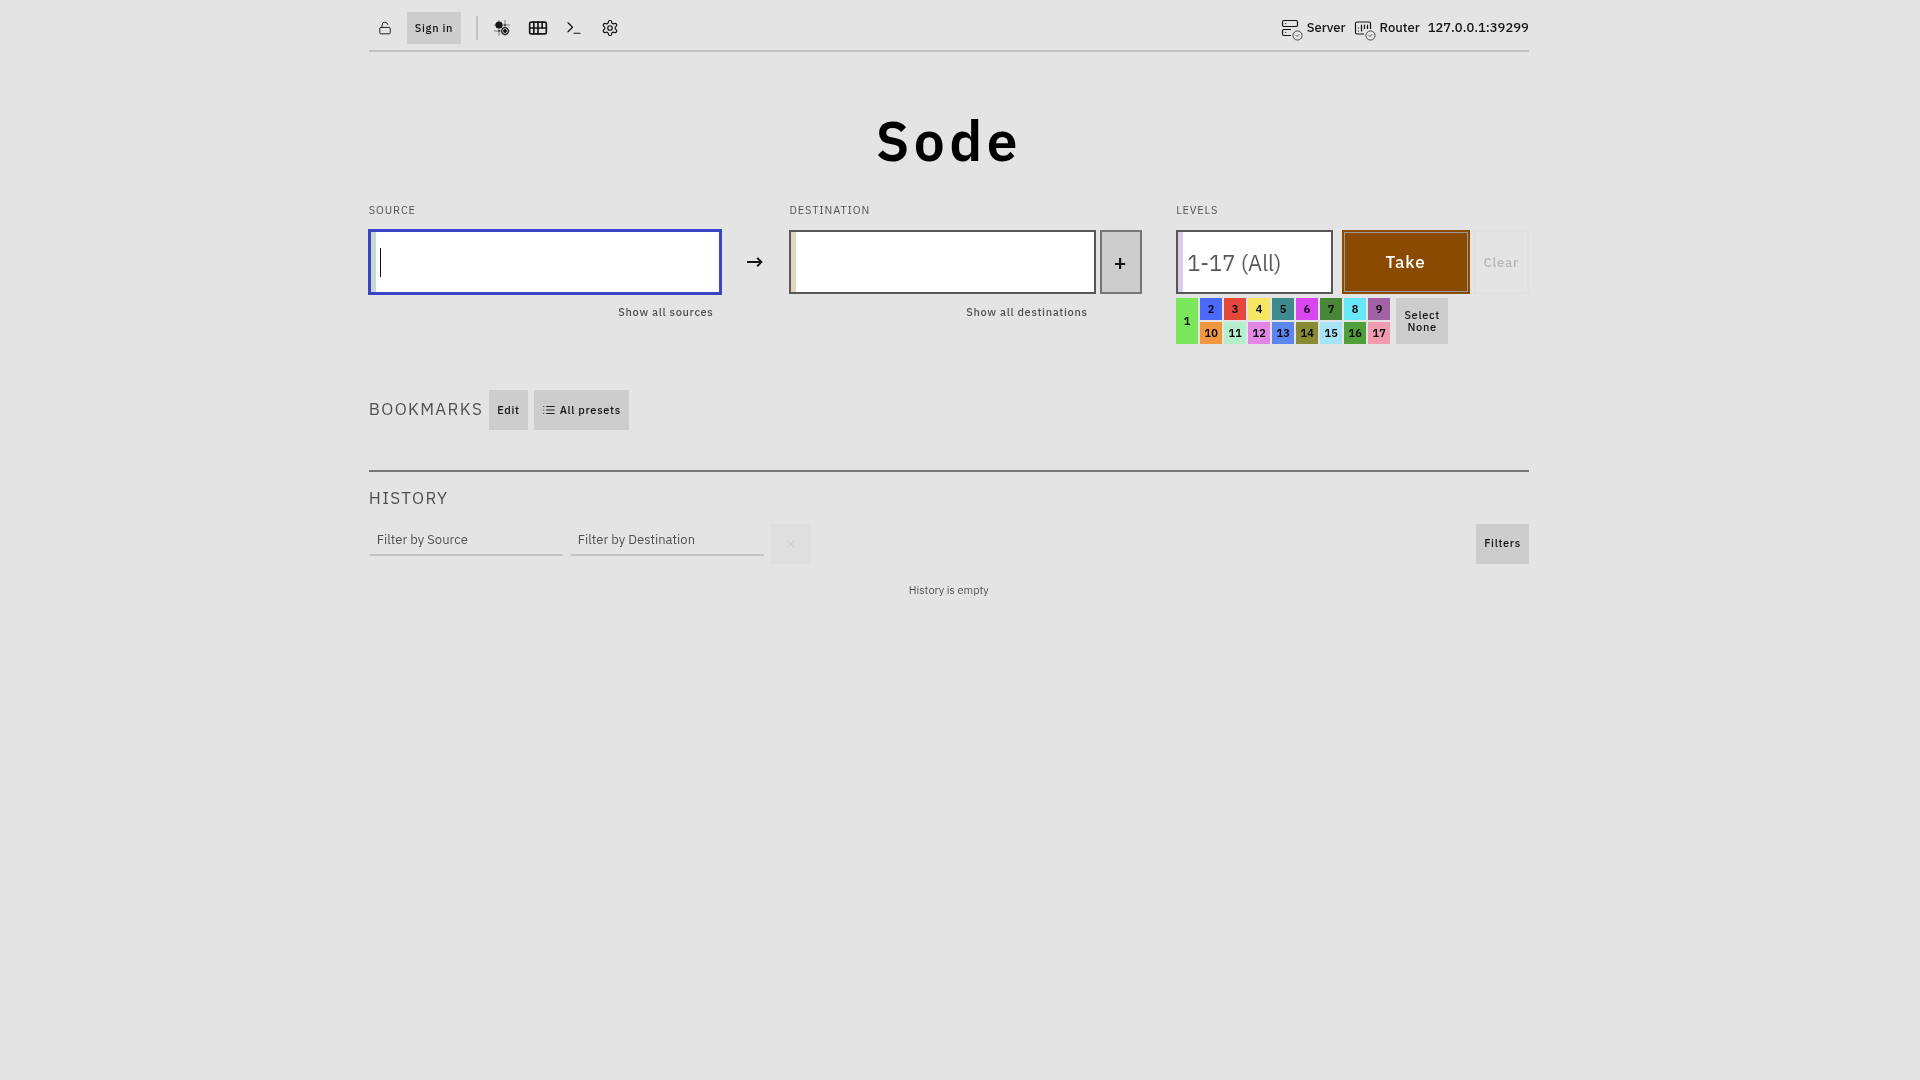 Sign in
Server Router 127.0.0.1:39299
Sode
SOURCE
DESTINATION
LEVELS
→
+
1-17 (All)
Take
Clear
Show all sources
Show all destinations
1 2 3 4 5 6 7 8 9
10 11 12 13 14 15 16 17
Select
None
BOOKMARKS Edit All presets
HISTORY
Filter by Source Filter by Destination Filters
History is empty